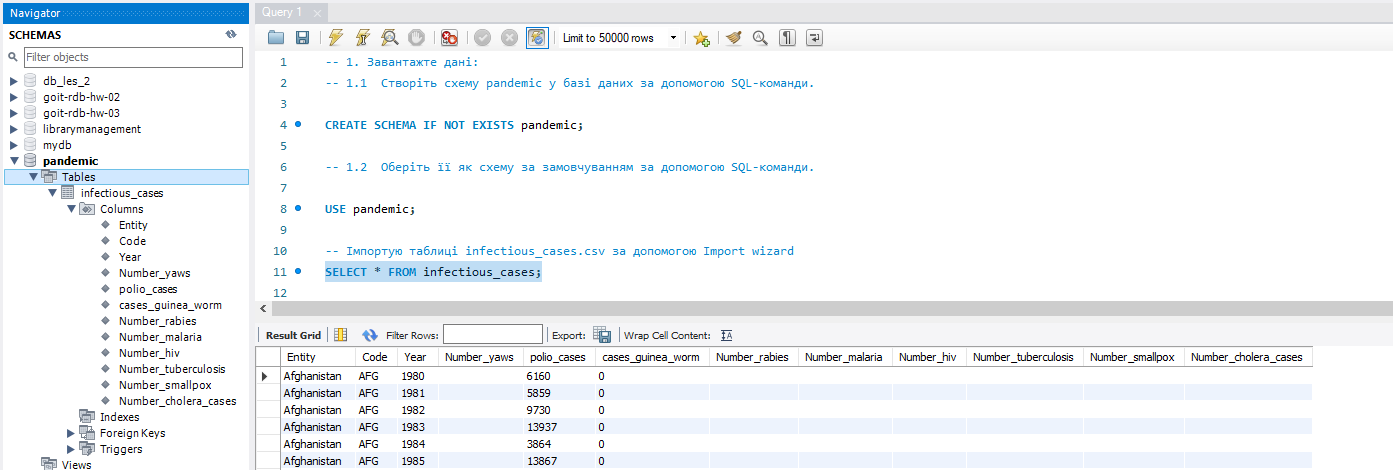 Navigator
SCHEMAS
Filter objects
db_les_2
goit-rdb-hw-02
goit-rdb-hw-03
librarymanagement
mydb
pandemic
Tables
infectious_cases
Columns
Entity
Code
Year
Number_yaws
polio_cases
cases_guinea_worm
Number_rabies
Number_malaria
Number_hiv
Number_tuberculosis
Number_smallpox
Number_cholera_cases
Indexes
Foreign Keys
Triggers
Views
Query 1
Limit to 50000 rows
1 -- 1. Завантажте дані:
2 -- 1.1 Створіть схему pandemic у базі даних за допомогою SQL-команди.
3
4 CREATE SCHEMA IF NOT EXISTS pandemic;
5
6 -- 1.2 Оберіть її як схему за замовчуванням за допомогою SQL-команди.
7
8 USE pandemic;
9
10 -- Імпортую таблиці infectious_cases.csv за допомогою Import wizard
11 SELECT * FROM infectious_cases;
12
Result Grid Filter Rows: Export: Wrap Cell Content: IA
Entity Code Year Number_yaws polio_cases cases_guinea_worm Number_rabies Number_malaria Number_hiv Number_tuberculosis Number_smallpox Number_cholera_cases
Afghanistan AFG 1980 6160 0
Afghanistan AFG 1981 5859 0
Afghanistan AFG 1982 9730 0
Afghanistan AFG 1983 13937 0
Afghanistan AFG 1984 3864 0
Afghanistan AFG 1985 13867 0